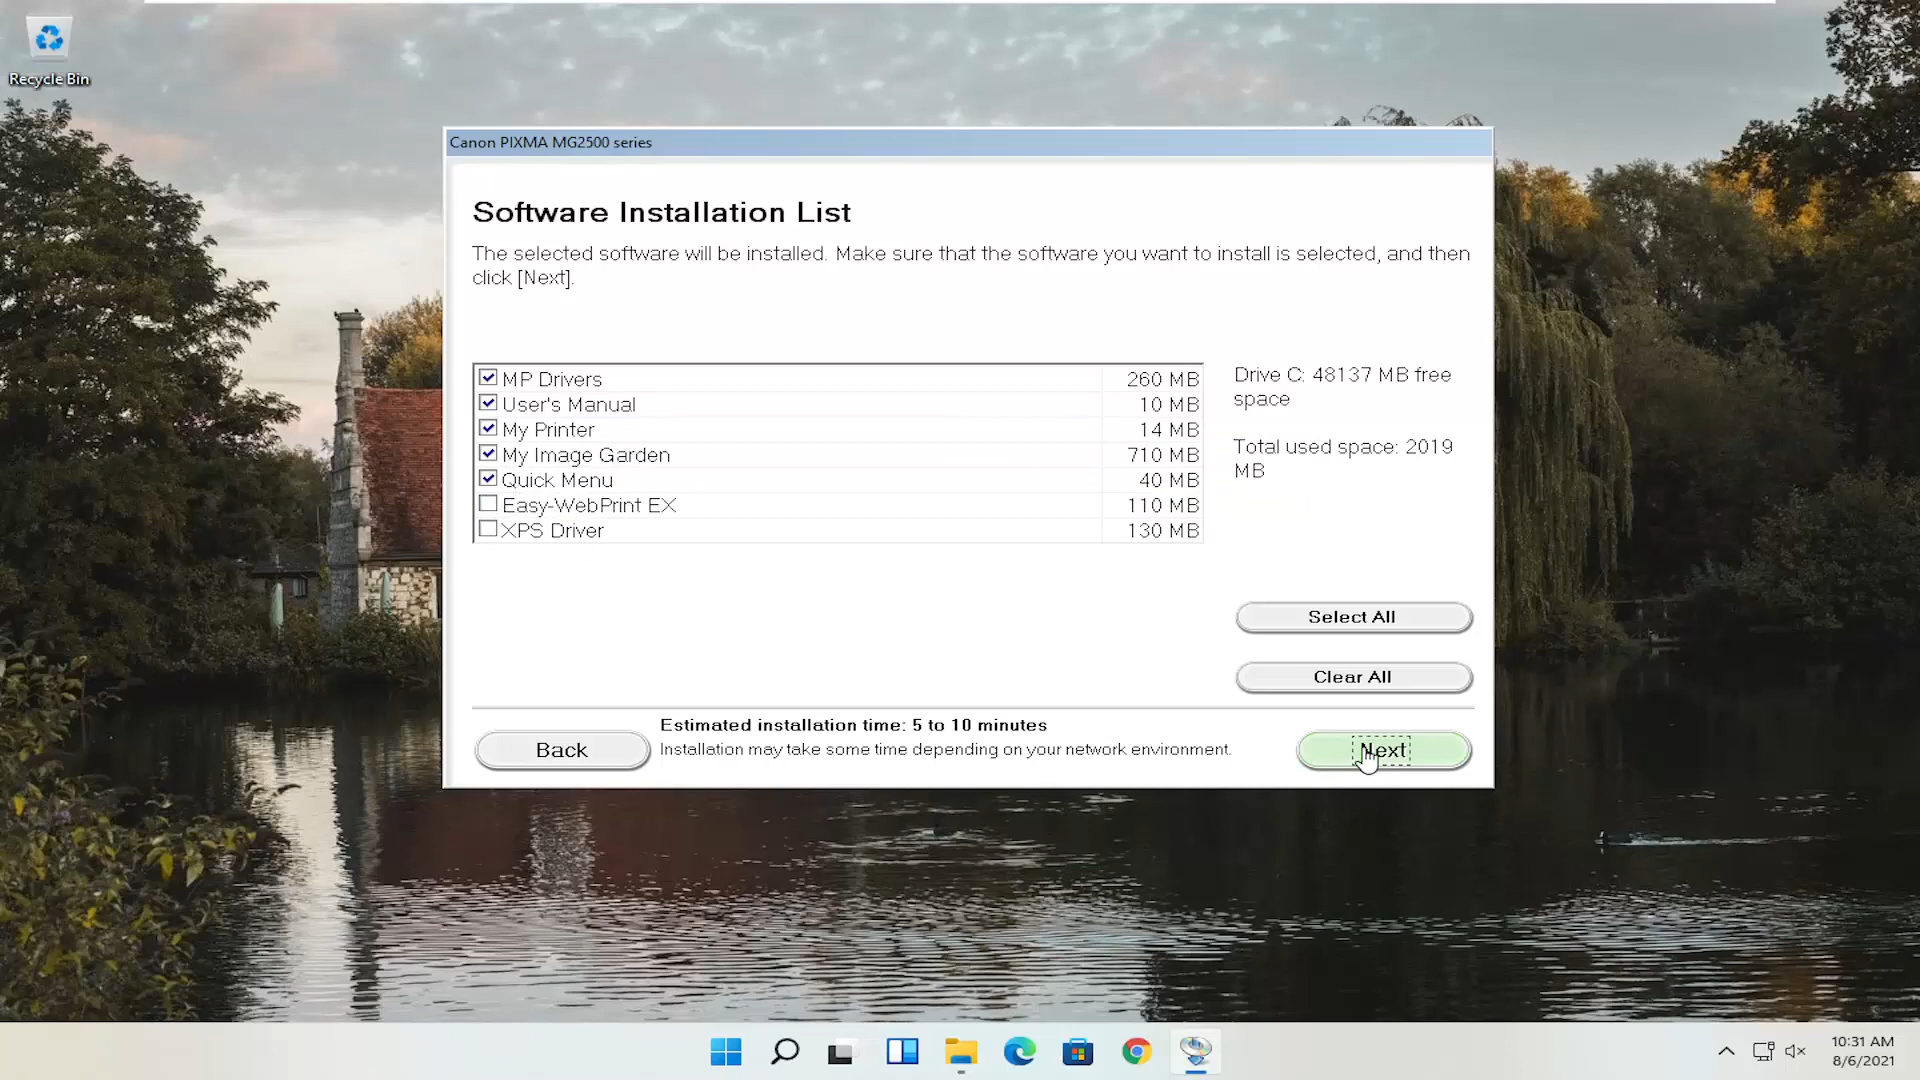 Recycle Bin
Canon PIXMA MG2500 series
Software Installation List
The selected software will be installed. Make sure that the software you want to install is selected, and then
click [Next].
MP Drivers 260 MB
User's Manual 10 MB
My Printer 14 MB
My Image Garden 710 MB
Quick Menu 40 MB
Easy-WebPrint EX 110 MB
XPS Driver 130 MB
Drive C: 48137 MB free
space
Total used space: 2019
MB
Select All
Clear All
Estimated installation time: 5 to 10 minutes
Installation may take some time depending on your network environment.
Back
Next
10:31 AM
8/6/2021